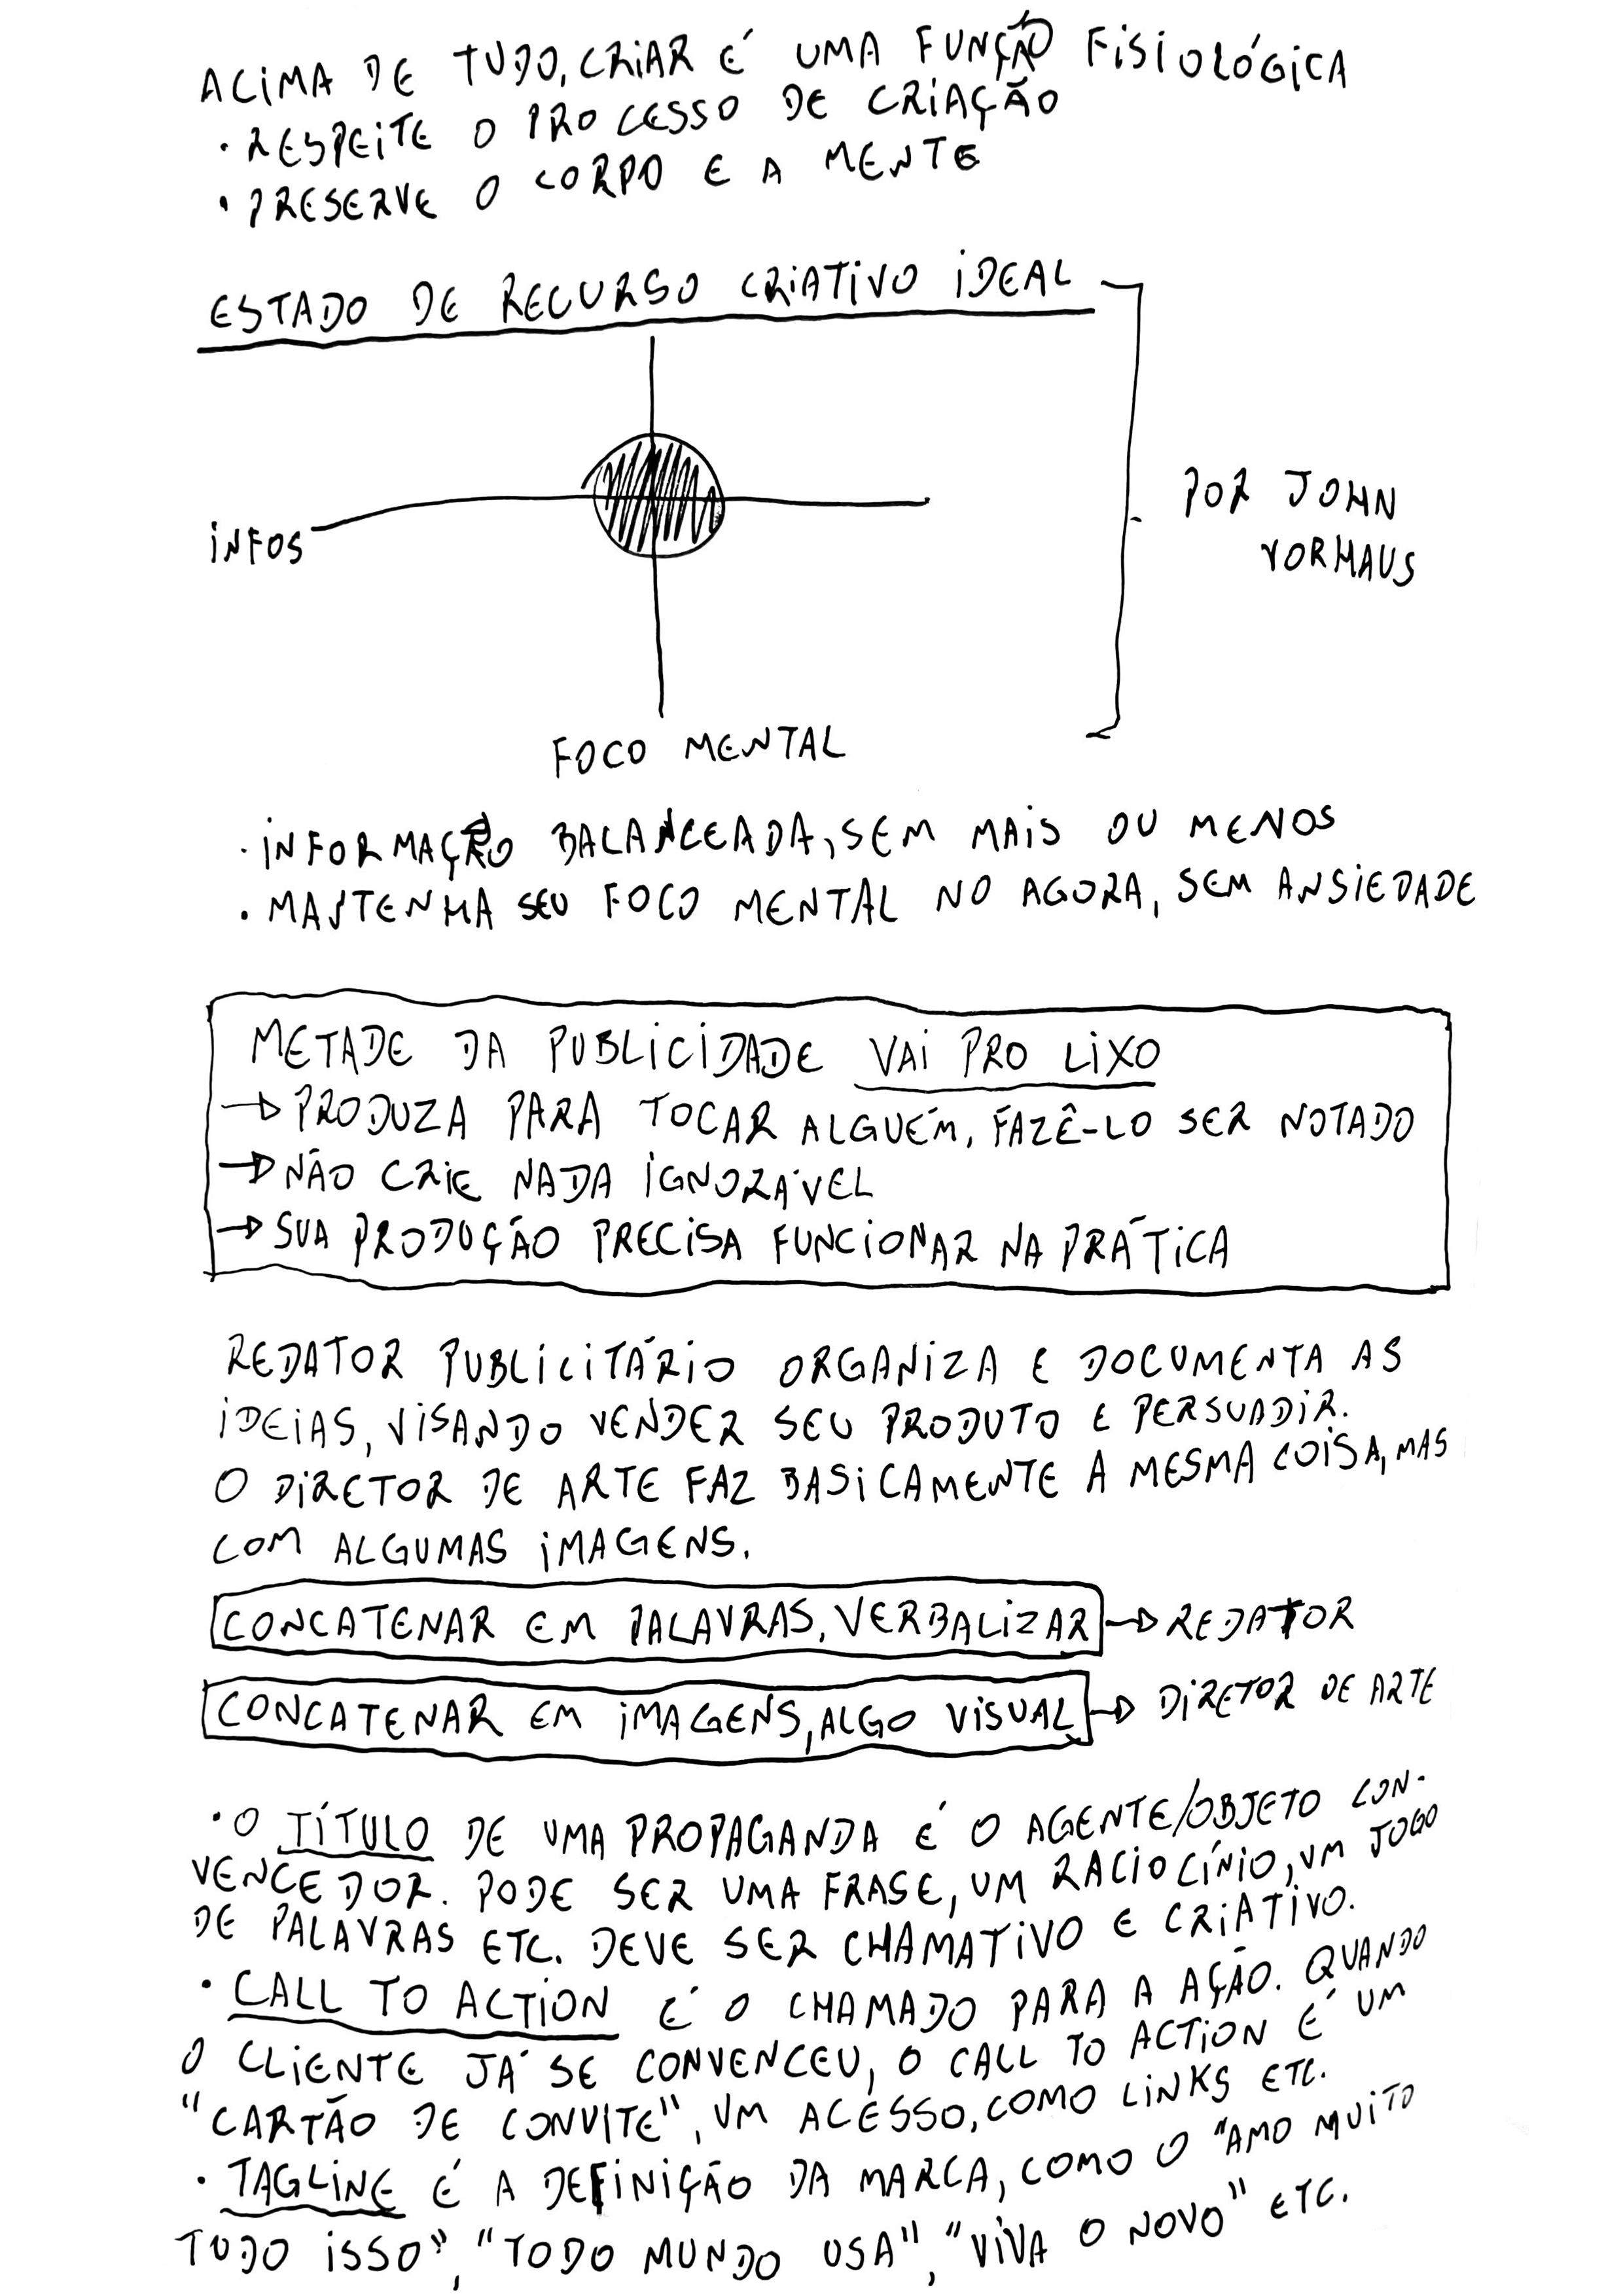 ACIMA DE TUDO, CRIAR É UMA FUNÇÃO FISIOLÓGICA
• RESPEITE O PROCESSO DE CRIAÇÃO
• PRESERVE O CORPO E A MENTE
ESTADO DE RECURSO CRIATIVO IDEAL
INFOS
POR JOHN
VORHAUS
FOCO MENTAL
• INFORMAÇÃO BALANCEADA, SEM MAIS OU MENOS
• MANTENHA SEU FOCO MENTAL NO AGORA, SEM ANSIEDADE
METADE DA PUBLICIDADE VAI PRO LIXO
→ PRODUZA PARA TOCAR ALGUÉM, FAZÊ-LO SER NOTADO
→ NÃO CRIE NADA IGNORÁVEL
→ SUA PRODUÇÃO PRECISA FUNCIONAR NA PRÁTICA
REDATOR PUBLICITÁRIO ORGANIZA E DOCUMENTA AS
IDEIAS, VISANDO VENDER SEU PRODUTO E PERSUADIR.
O DIRETOR DE ARTE FAZ BASICAMENTE A MESMA COISA, MAS
COM ALGUMAS IMAGENS.
CONCATENAR EM PALAVRAS, VERBALIZAR → REDATOR
CONCATENAR EM IMAGENS, ALGO VISUAL → DIRETOR DE ARTE
• O TÍTULO DE UMA PROPAGANDA É O AGENTE/OBJETO CON-
VENCEDOR. PODE SER UMA FRASE, UM RACIOCÍNIO, UM JOGO
DE PALAVRAS ETC. DEVE SER CHAMATIVO E CRIATIVO.
• CALL TO ACTION É O CHAMADO PARA A AÇÃO. QUANDO
O CLIENTE JÁ SE CONVENCEU, O CALL TO ACTION É UM
"CARTÃO DE CONVITE", UM ACESSO, COMO LINKS ETC.
• TAGLINE É A DEFINIÇÃO DA MARCA, COMO O "AMO MUITO
TUDO ISSO", "TODO MUNDO USA", "VIVA O NOVO" ETC.